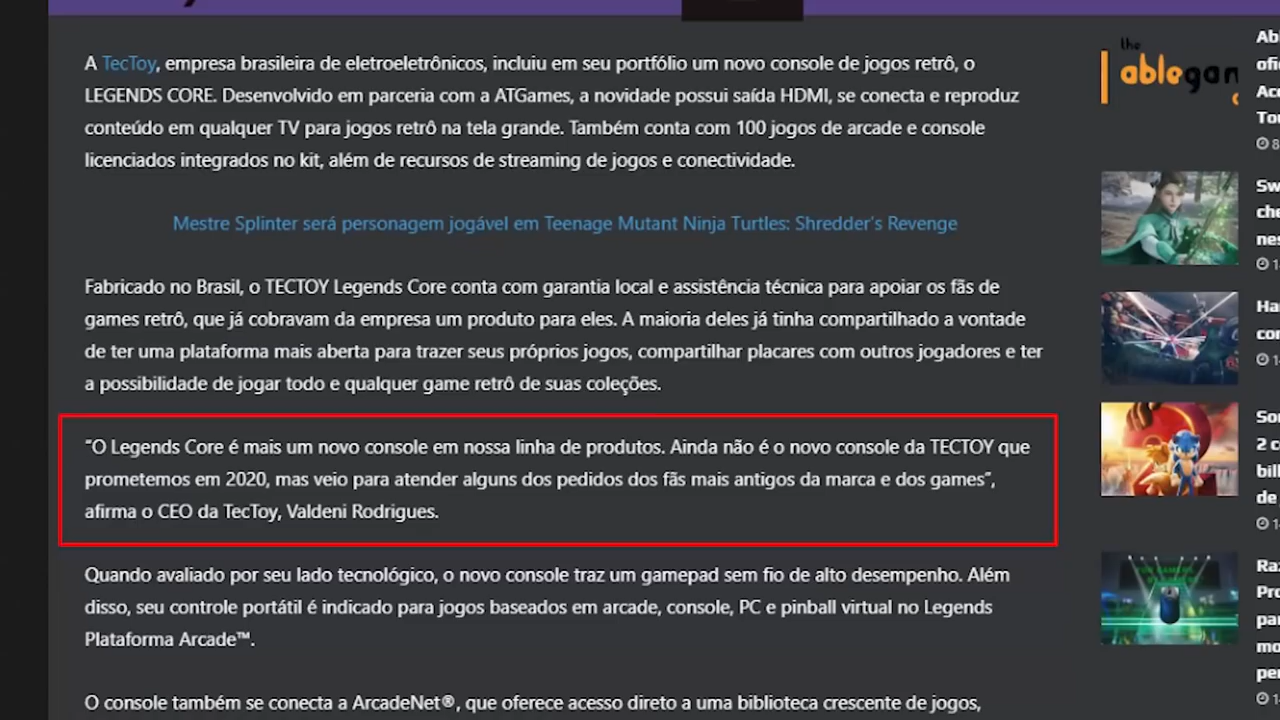 A TecToy, empresa brasileira de eletroeletrônicos, incluiu em seu portfólio um novo console de jogos retrô, o
LEGENDS CORE. Desenvolvido em parceria com a ATGames, a novidade possui saída HDMI, se conecta e reproduz
conteúdo em qualquer TV para jogos retrô na tela grande. Também conta com 100 jogos de arcade e console
licenciados integrados no kit, além de recursos de streaming de jogos e conectividade.
Mestre Splinter será personagem jogável em Teenage Mutant Ninja Turtles: Shredder's Revenge
Fabricado no Brasil, o TECTOY Legends Core conta com garantia local e assistência técnica para apoiar os fãs de
games retrô, que já cobravam da empresa um produto para eles. A maioria deles já tinha compartilhado a vontade
de ter uma plataforma mais aberta para trazer seus próprios jogos, compartilhar placares com outros jogadores e ter
a possibilidade de jogar todo e qualquer game retrô de suas coleções.
"O Legends Core é mais um novo console em nossa linha de produtos. Ainda não é o novo console da TECTOY que
prometemos em 2020, mas veio para atender alguns dos pedidos dos fãs mais antigos da marca e dos games",
afirma o CEO da TecToy, Valdeni Rodrigues.
Quando avaliado por seu lado tecnológico, o novo console traz um gamepad sem fio de alto desempenho. Além
disso, seu controle portátil é indicado para jogos baseados em arcade, console, PC e pinball virtual no Legends
Plataforma Arcade™.
O console também se conecta a ArcadeNet®, que oferece acesso direto a uma biblioteca crescente de jogos,
the
ablegam